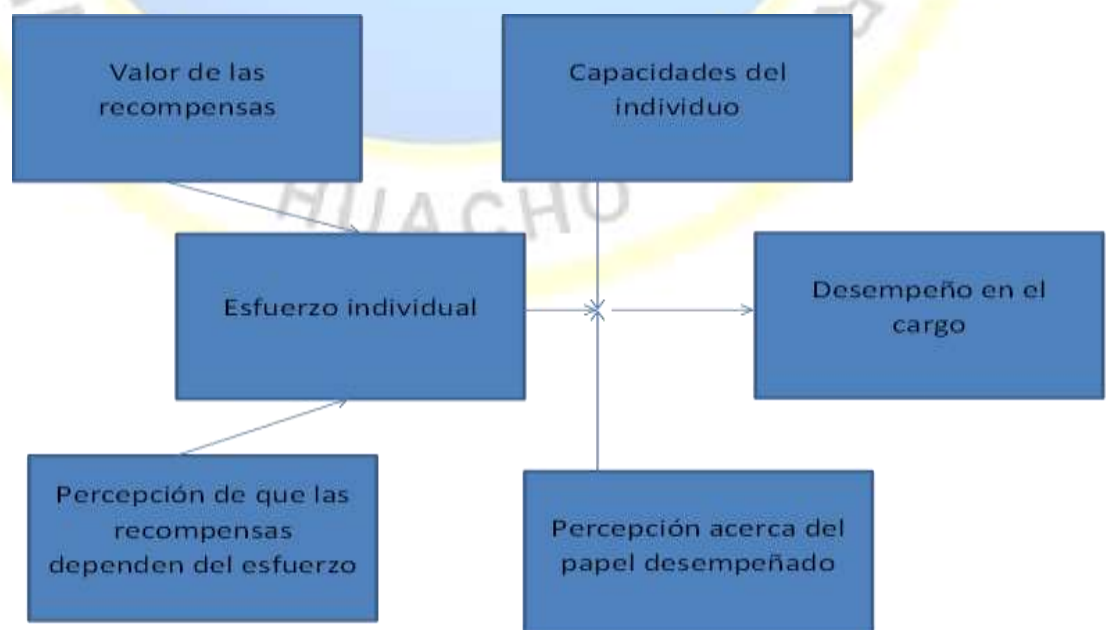 Valor de las
recompensas
Capacidades del
individuo
HUACHO
Esfuerzo individual
Desempeño en el
cargo
Percepción de que las
recompensas
dependen del esfuerzo
Percepción acerca del
papel desempeñado